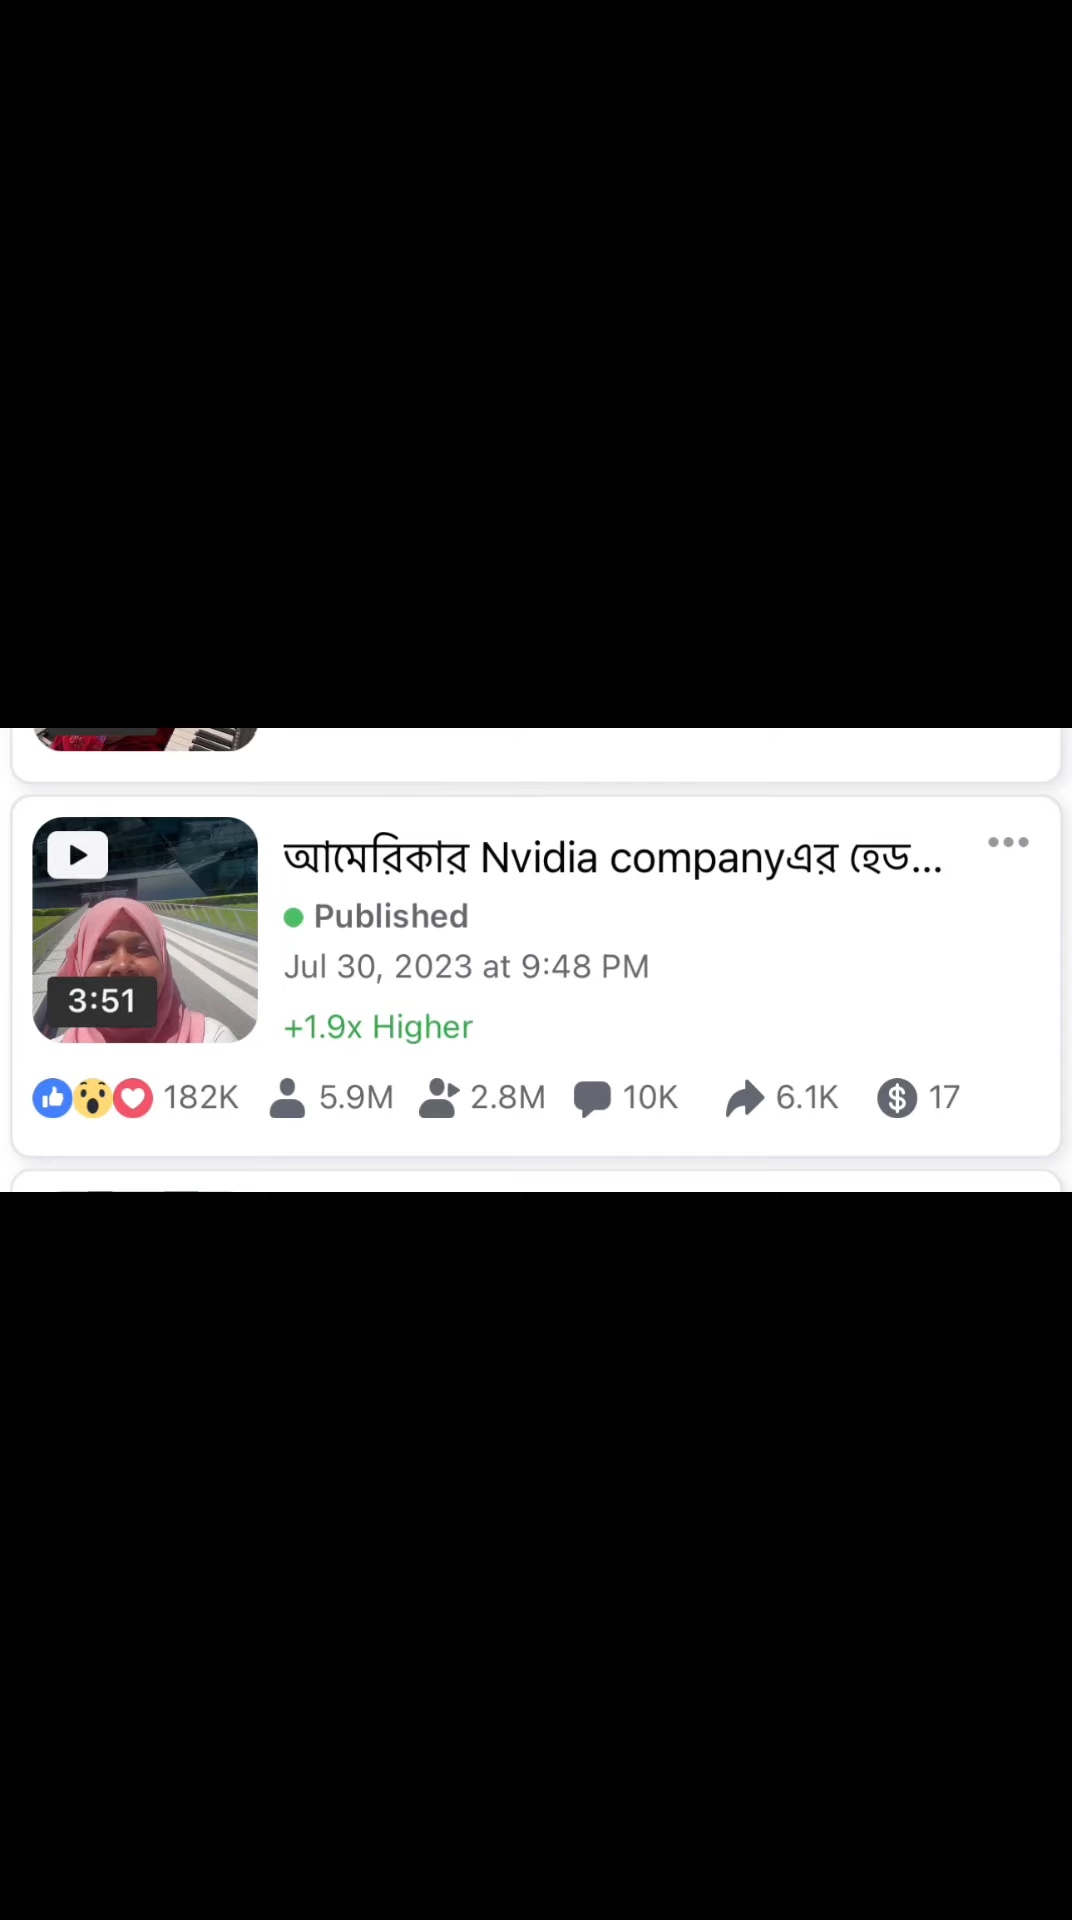 আমেরিকার Nvidia companyএর হেড...
Published
Jul 30, 2023 at 9:48 PM
3:51
+1.9x Higher
182K 5.9M 2.8M 10K 6.1K $ 17